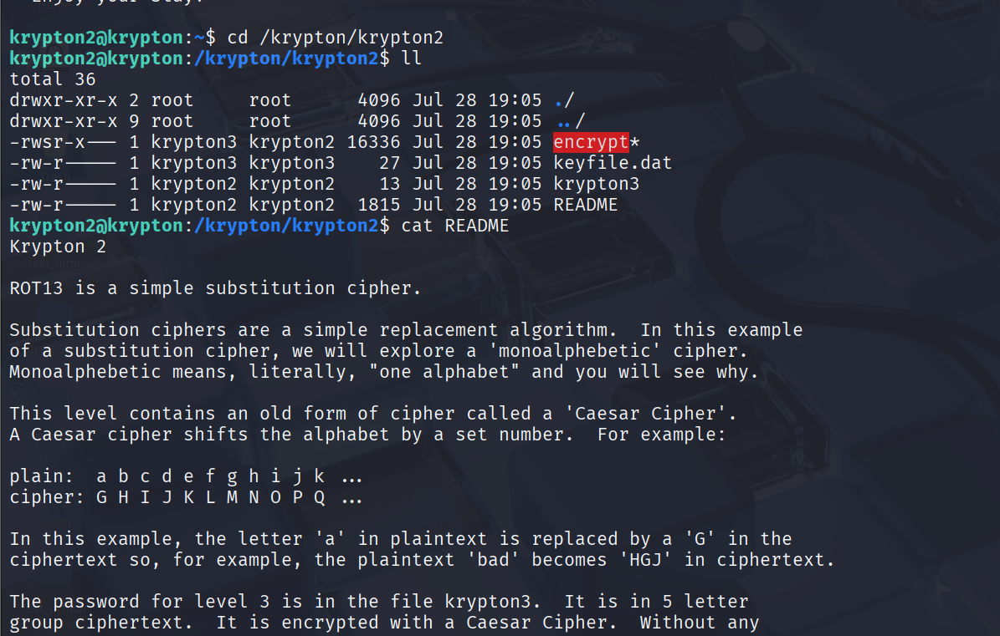 Enjoy your Stay!
krypton2@krypton:~$ cd /krypton/krypton2
krypton2@krypton:/krypton/krypton2$ ll
total 36
drwxr-xr-x 2 root     root      4096 Jul 28 19:05 ./
drwxr-xr-x 9 root     root      4096 Jul 28 19:05 ../
-rwsr-x--- 1 krypton3 krypton2 16336 Jul 28 19:05 encrypt*
-rw-r----- 1 krypton3 krypton3    27 Jul 28 19:05 keyfile.dat
-rw-r----- 1 krypton2 krypton2    13 Jul 28 19:05 krypton3
-rw-r----- 1 krypton2 krypton2  1815 Jul 28 19:05 README
krypton2@krypton:/krypton/krypton2$ cat README
Krypton 2
test_html
ROT13 is a simple substitution cipher.
Substitution ciphers are a simple replacement algorithm.  In this example
of a substitution cipher, we will explore a 'monoalphebetic' cipher.
Monoalphebetic means, literally, "one alphabet" and you will see why.
This level contains an old form of cipher called a 'Caesar Cipher'.
A Caesar cipher shifts the alphabet by a set number.  For example:
plain:  a b c d e f g h i j k  ...
cipher: G H I J K L M N O P Q  ...
seeker
In this example, the letter 'a' in plaintext is replaced by a 'G' in the
ciphertext so, for example, the plaintext 'bad' becomes 'HGJ' in ciphertext.
The password for level 3 is in the file krypton3.  It is in 5 letter
group ciphertext.  It is encrypted with a Caesar Cipher.  Without any